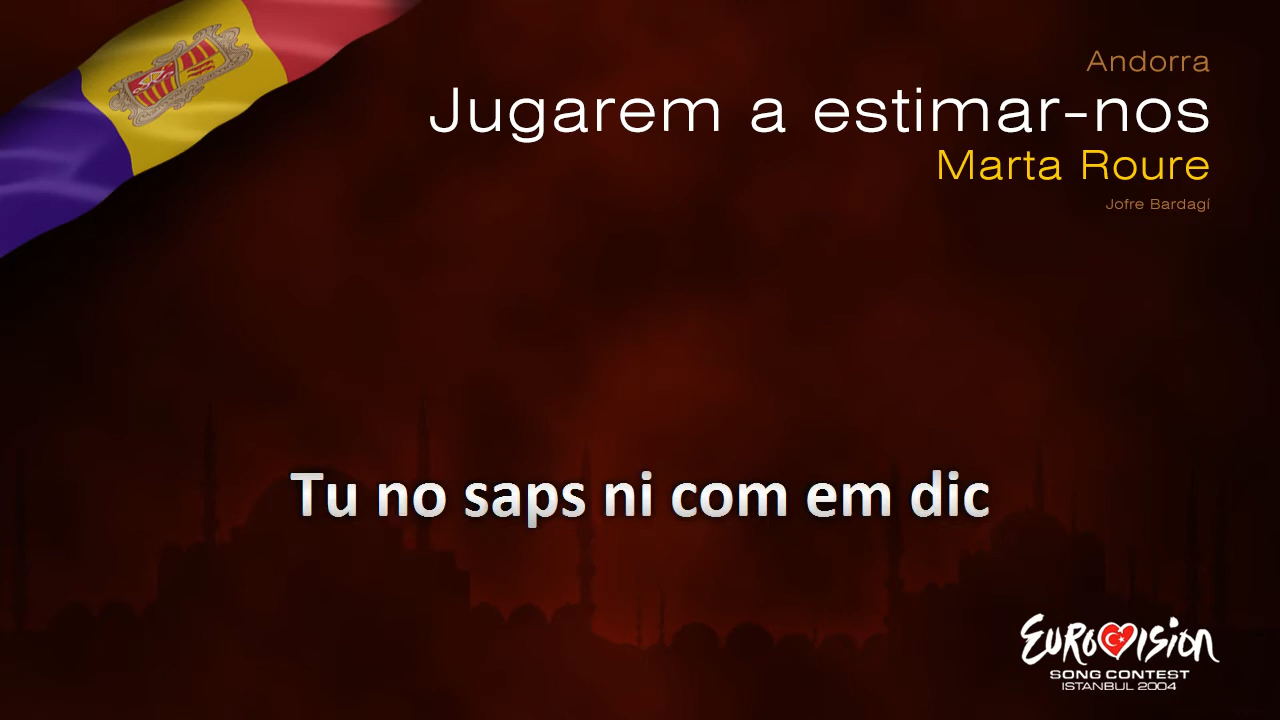 Andorra
Jugarem a estimar-nos
Marta Roure
Jofre Bardagí
Tu no saps ni com em dic
EUROVISION
SONG CONTEST
ISTANBUL 2004